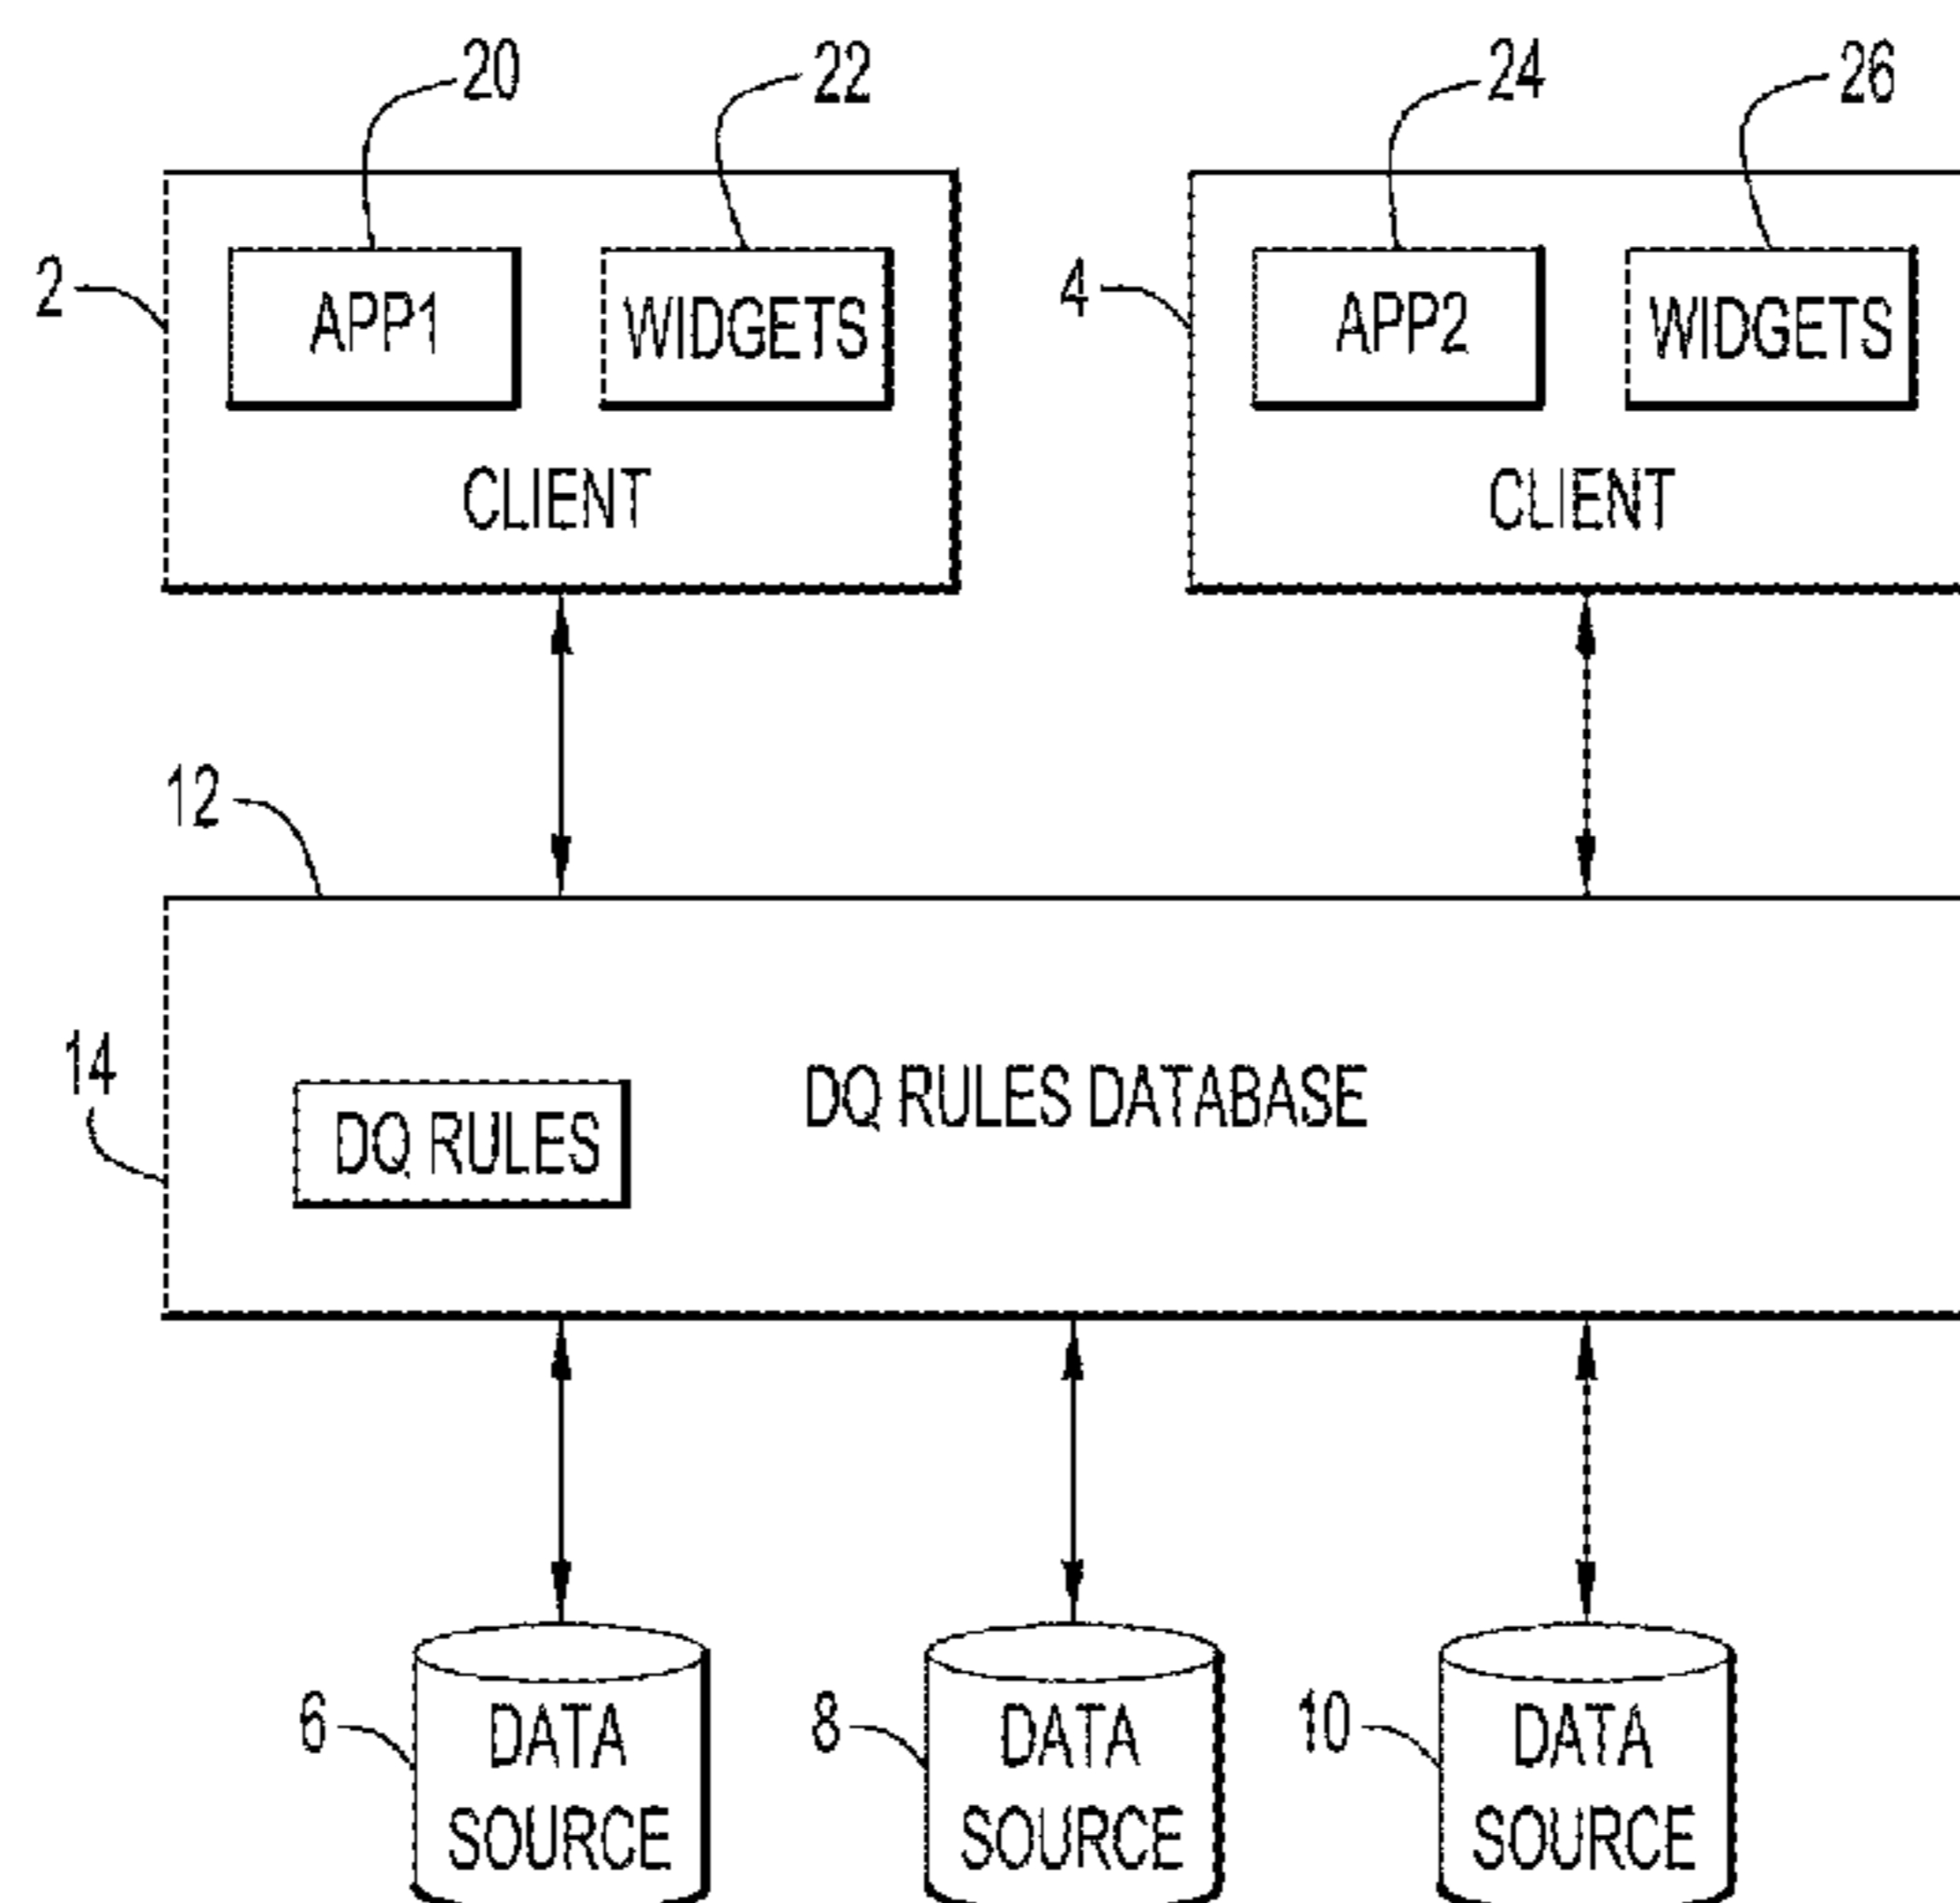 20
22
24
26
2
APP1
WIDGETS
4
APP2
WIDGETS
CLIENT
CLIENT
12
14
DQ RULES
DQ RULES DATABASE
6
DATA
SOURCE
8
DATA
SOURCE
10
DATA
SOURCE